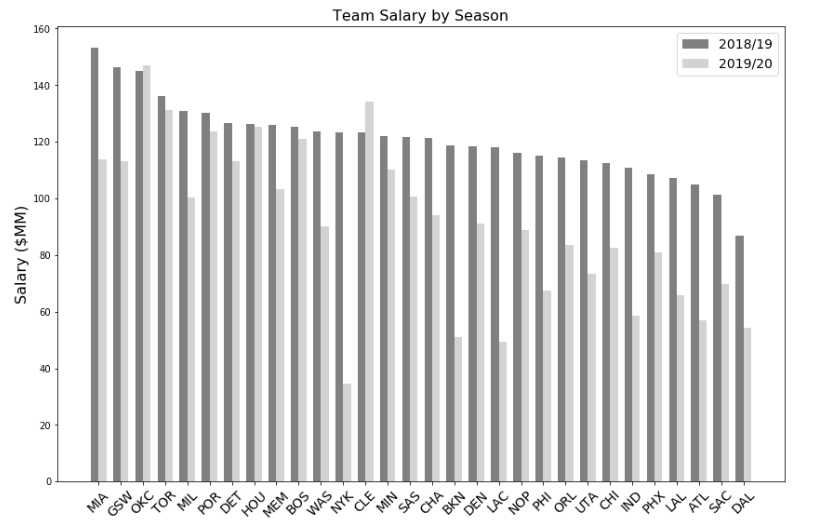 Team Salary by Season
2018/19
2019/20
Salary ($MM)
160
140
120
100
80
60
40
20
0
MIA
GSW
OKC
TOR
MIL
POR
DET
HOU
MEM
BOS
WAS
NYK
CLE
MIN
SAS
CHA
BKN
DEN
LAC
NOP
PHI
ORL
UTA
CHI
IND
PHX
LAL
ATL
SAC
DAL